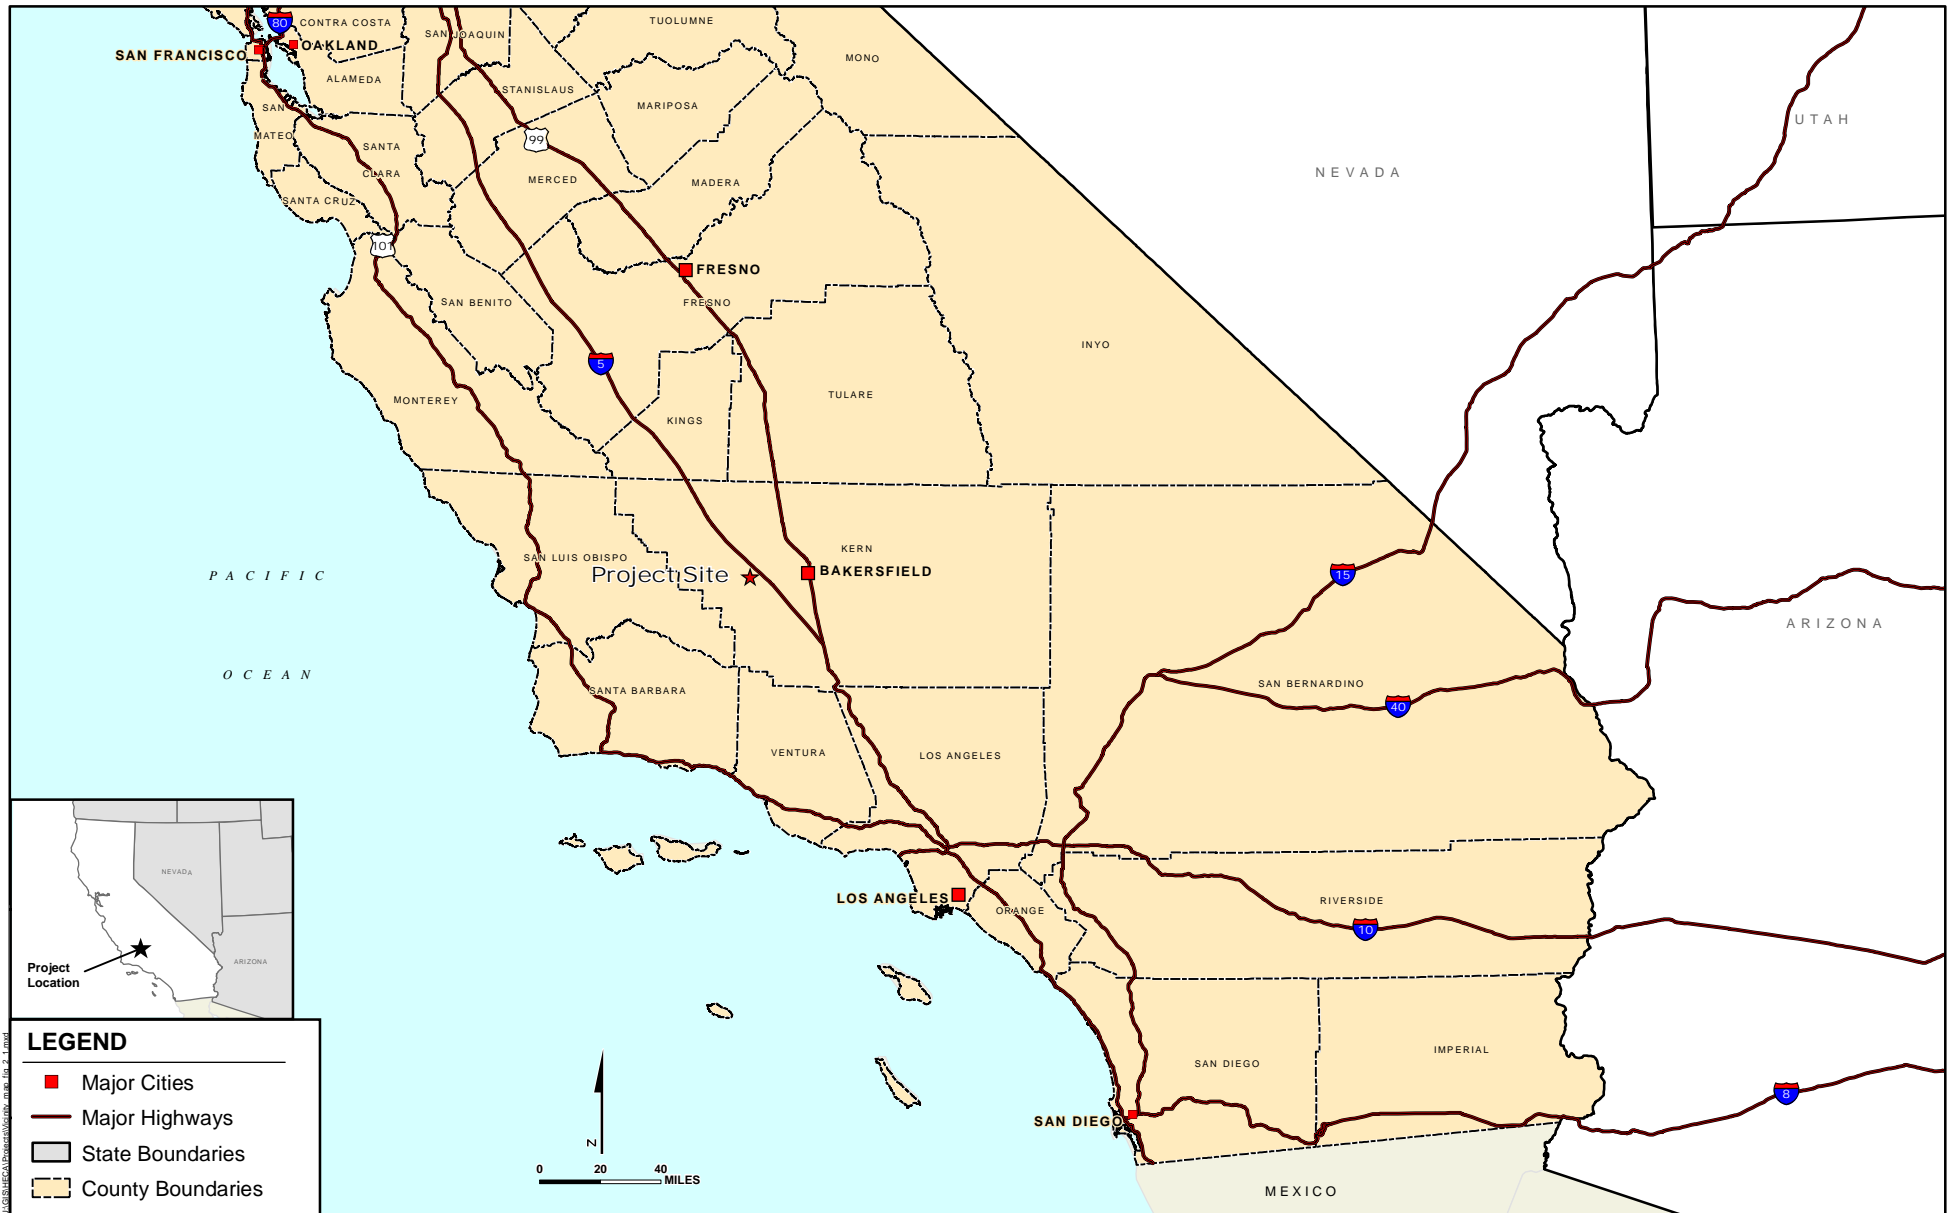 80
CONTRA COSTA
TUOLUMNE
SAN JOAQUIN
OAKLAND
SAN FRANCISCO
MONO
ALAMEDA
STANISLAUS
MARIPOSA
SAN
MATEO
UTAH
99
SANTA
CLARA
NEVADA
MERCED
MADERA
SANTA CRUZ
101
FRESNO
SAN BENITO
FRESNO
INYO
5
TULARE
MONTEREY
KINGS
KERN
SAN LUIS OBISPO
BAKERSFIELD
Project Site
15
PACIFIC
OCEAN
ARIZONA
SAN BERNARDINO
SANTA BARBARA
40
VENTURA
LOS ANGELES
NEVADA
LOS ANGELES
RIVERSIDE
ORANGE
10
ARIZONA
Project
Location
LEGEND
Major Cities
Major Highways
State Boundaries
County Boundaries
N
0 20 40
MILES
SAN DIEGO
IMPERIAL
8
SAN DIEGO
MEXICO